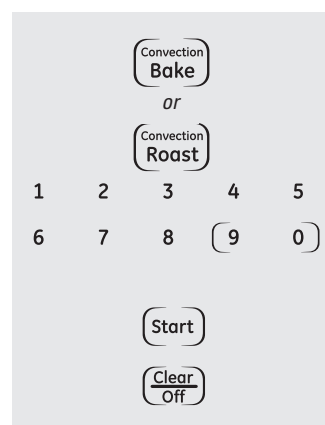 Convection
Bake
or
Convection
Roast
1 2 3 4 5
6 7 8 9 0
Start
Clear
Off